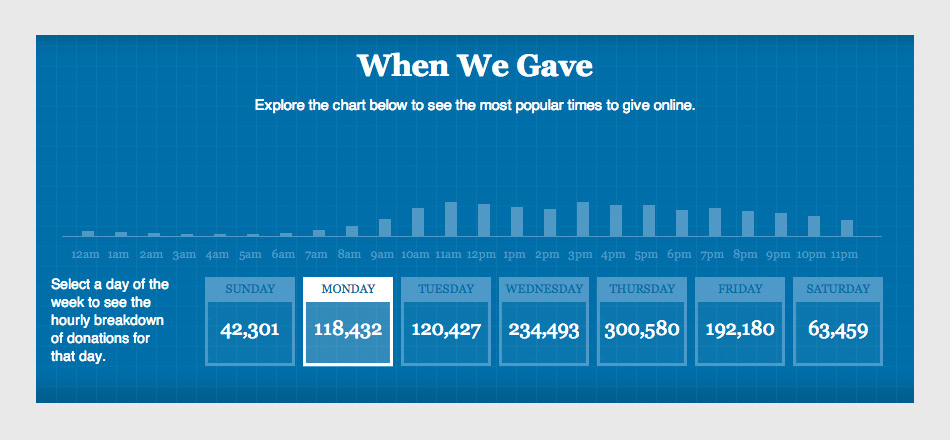 When We Gave
Explore the chart below to see the most popular times to give online.
12am 1am 2am 3am 4am 5am 6am 7am 8am 9am 10am 11am 12pm 1pm 2pm 3pm 4pm 5pm 6pm 7pm 8pm 9pm 10pm 11pm
Select a day of the
week to see the
hourly breakdown
of donations for
that day.
SUNDAY MONDAY TUESDAY WEDNESDAY THURSDAY FRIDAY SATURDAY
42,301 118,432 120,427 234,493 300,580 192,180 63,459